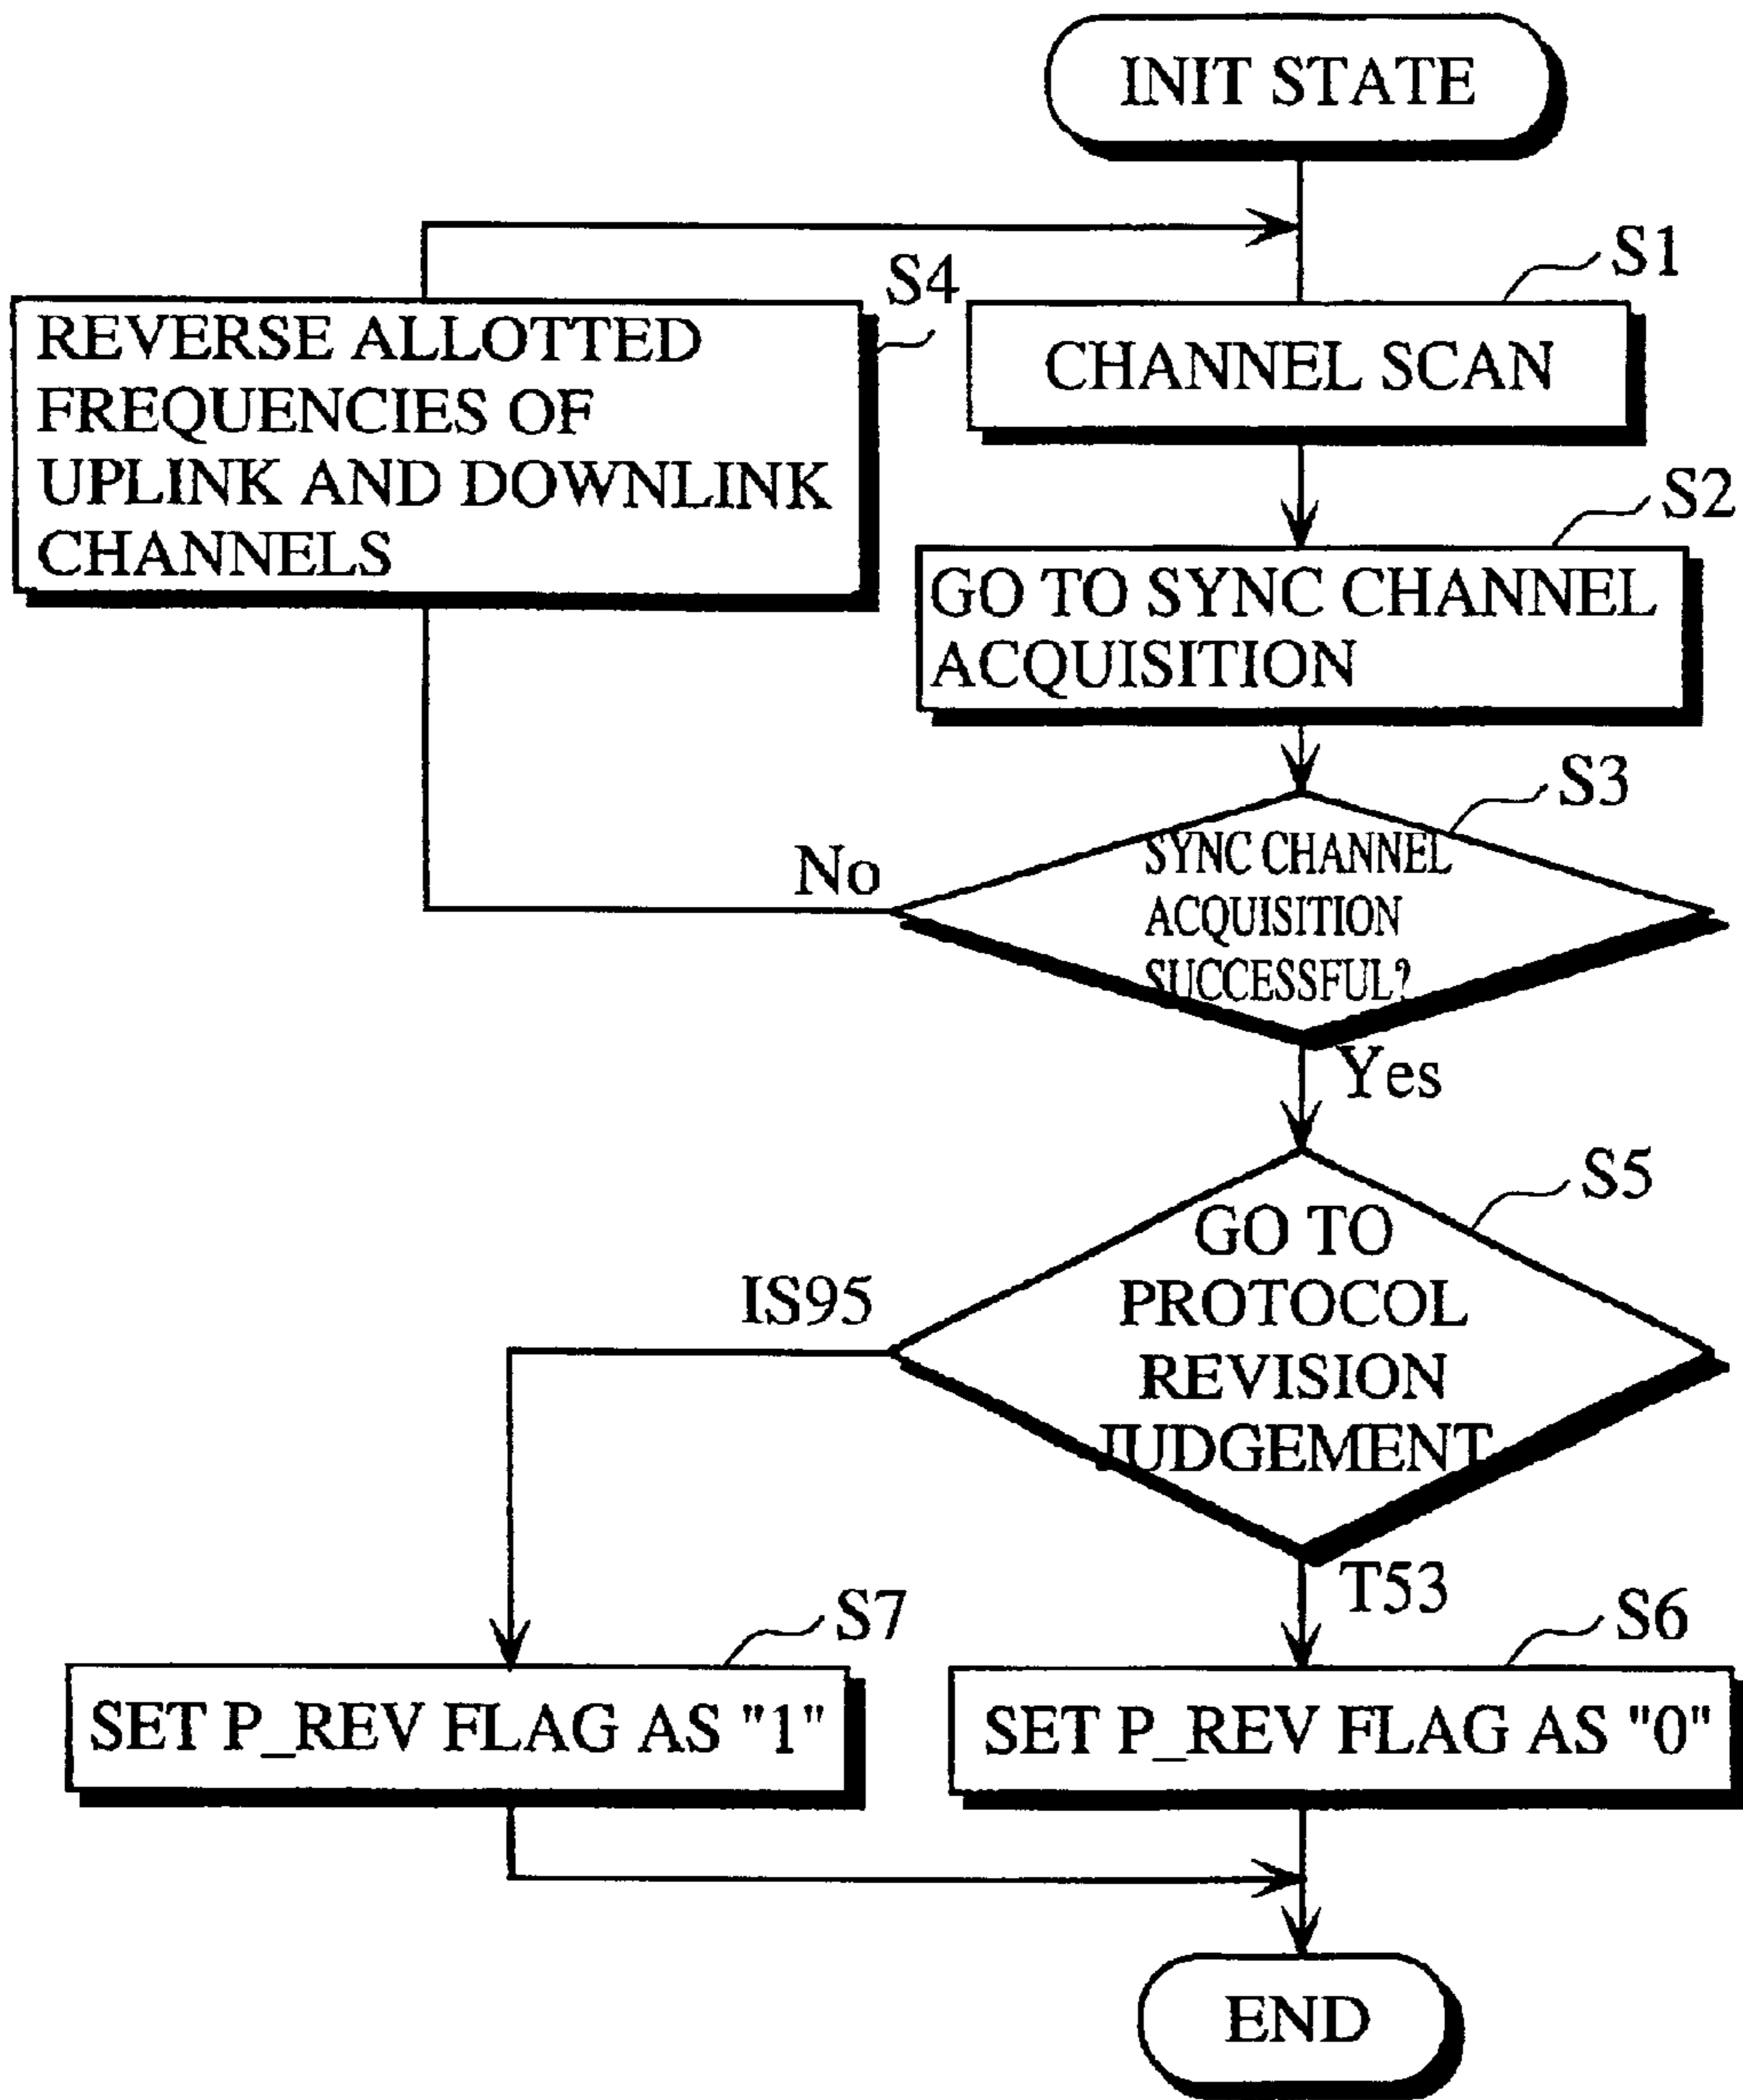 INIT STATE
S1
CHANNEL SCAN
S4
REVERSE ALLOTTED
FREQUENCIES OF
UPLINK AND DOWNLINK
CHANNELS
S2
GO TO SYNC CHANNEL
ACQUISITION
S3
SYNC CHANNEL
ACQUISITION
SUCCESSFUL?
No
Yes
S5
GO TO
PROTOCOL
REVISION
JUDGEMENT
IS95
T53
S7
SET P_REV FLAG AS "1"
S6
SET P_REV FLAG AS "0"
END